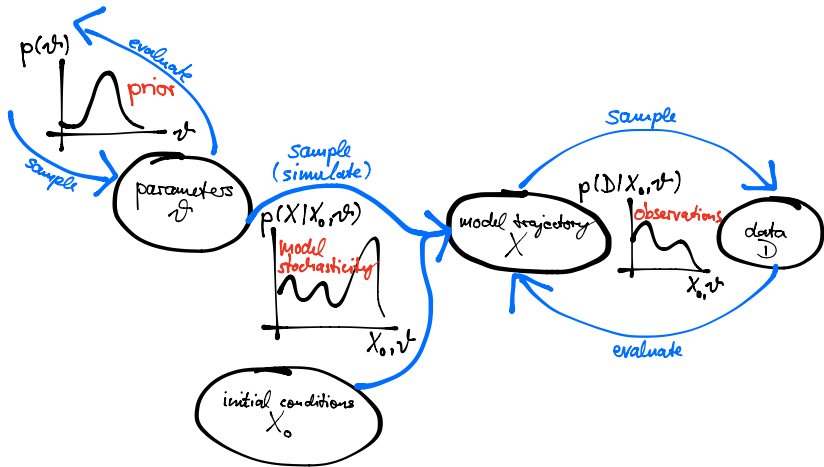 p(ϑ)
evaluate
prior
ϑ
sample
parameters
ϑ
sample
(simulate)
p(X|X₀,ϑ)
model
stochasticity
X₀,ϑ
initial conditions
X₀
model trajectory
X
sample
p(D|X₀,ϑ)
observations
X₀,ϑ
data
D
evaluate